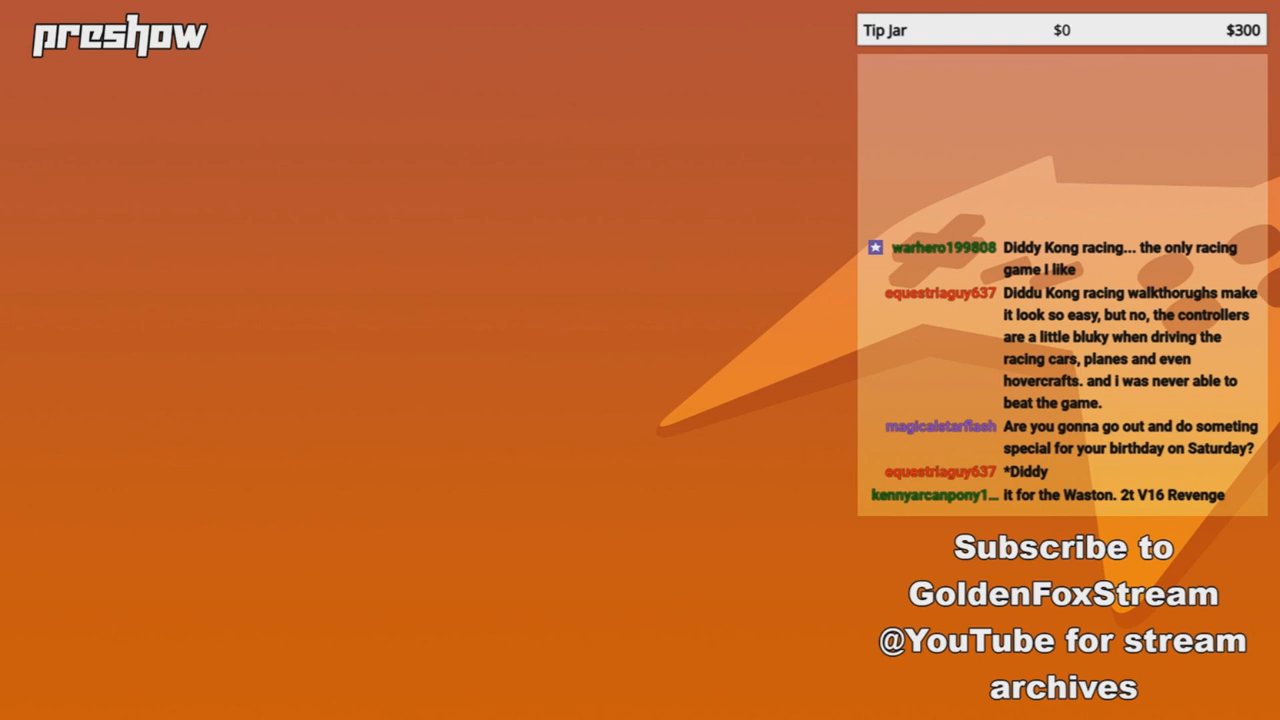 preshow
Tip Jar $0 $300
warhero199808 Diddy Kong racing... the only racing
game I like
equestriaguy637 Diddu Kong racing walkthorughs make
it look so easy, but no, the controllers
are a little bluky when driving the
racing cars, planes and even
hovercrafts. and i was never able to
beat the game.
magicalstarflash Are you gonna go out and do someting
special for your birthday on Saturday?
equestriaguy637 *Diddy
kennyarcanpony1... it for the Waston. 2t V16 Revenge
Subscribe to
GoldenFoxStream
@YouTube for stream
archives